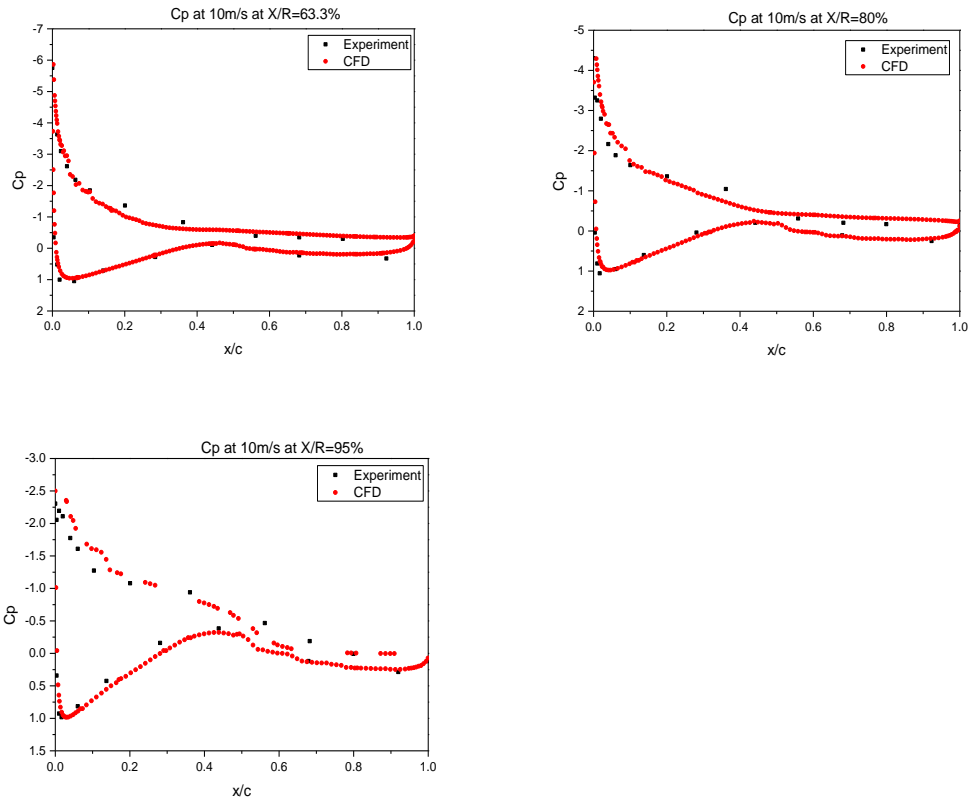 Cp at 10m/s at X/R=63.3%
Experiment
CFD
Cp
-7
-6
-5
-4
-3
-2
-1
0
1
2
0.0 0.2 0.4 0.6 0.8 1.0
x/c
Cp at 10m/s at X/R=80%
Experiment
CFD
Cp
-5
-4
-3
-2
-1
0
1
2
0.0 0.2 0.4 0.6 0.8 1.0
x/c
Cp at 10m/s at X/R=95%
Experiment
CFD
Cp
-3.0
-2.5
-2.0
-1.5
-1.0
-0.5
0.0
0.5
1.0
1.5
0.0 0.2 0.4 0.6 0.8 1.0
x/c